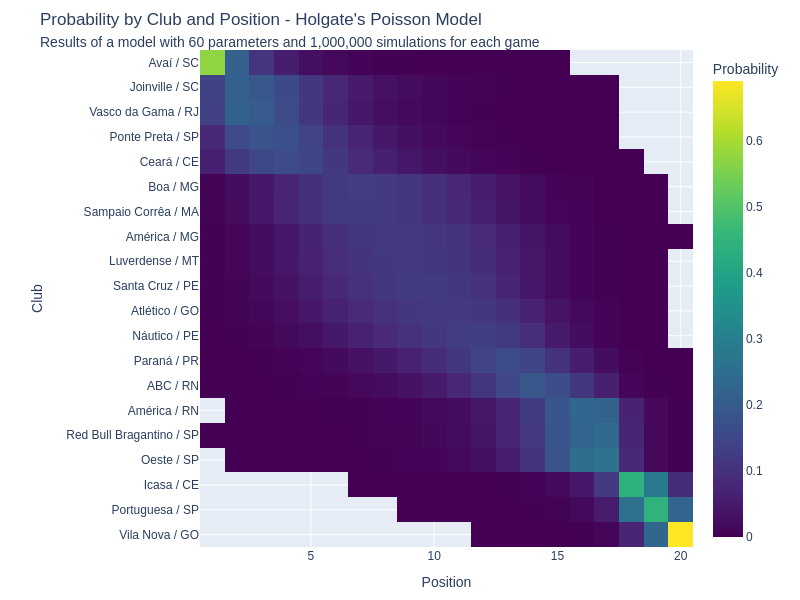 Probability by Club and Position - Holgate's Poisson Model
Results of a model with 60 parameters and 1,000,000 simulations for each game
Probability
Avaí / SC
Joinville / SC
Vasco da Gama / RJ
Ponte Preta / SP
Ceará / CE
Boa / MG
Sampaio Corrêa / MA
América / MG
Luverdense / MT
Santa Cruz / PE
Atlético / GO
Náutico / PE
Paraná / PR
ABC / RN
América / RN
Red Bull Bragantino / SP
Oeste / SP
Icasa / CE
Portuguesa / SP
Vila Nova / GO
Club
0.6
0.5
0.4
0.3
0.2
0.1
0
5
10
15
20
Position